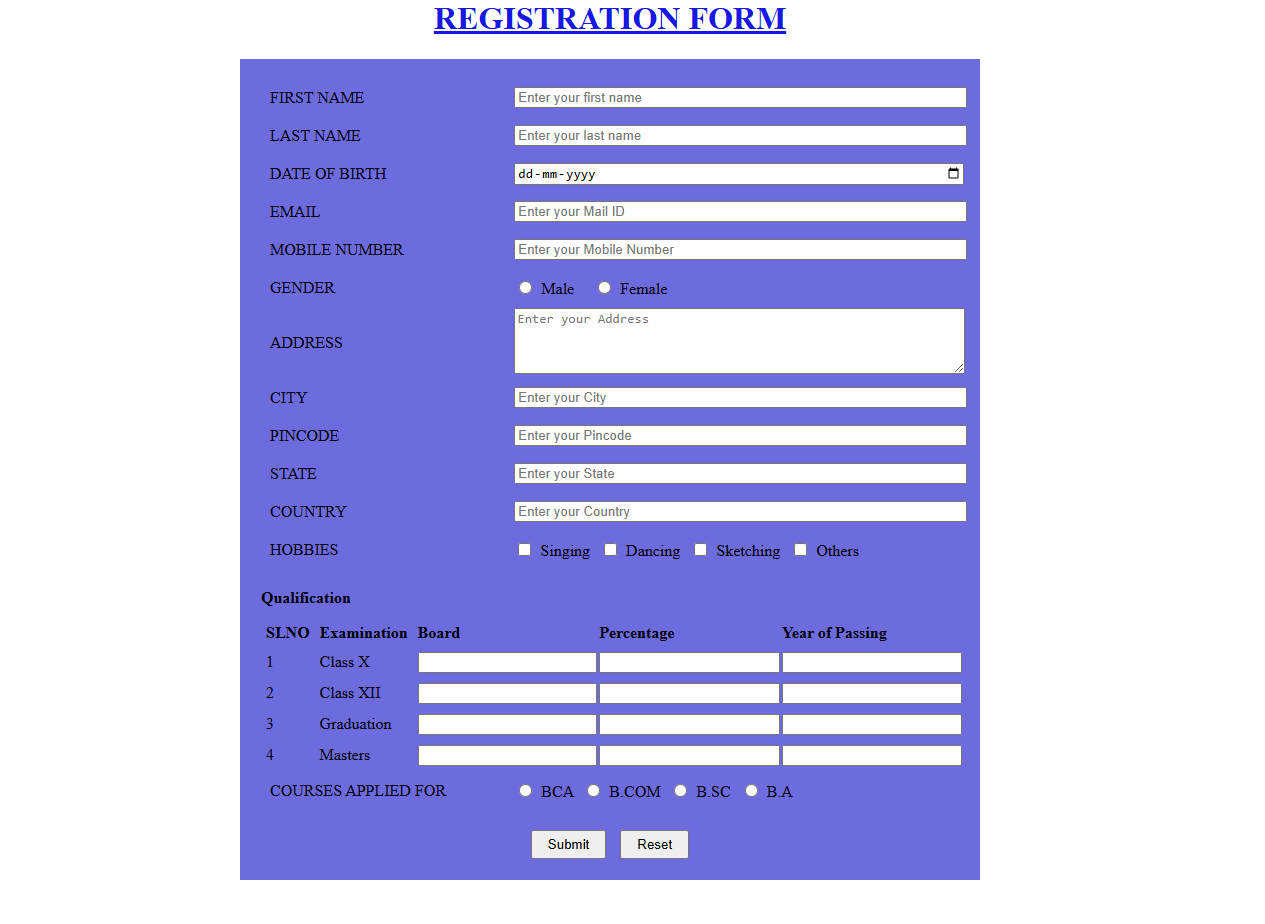 REGISTRATION FORM
FIRST NAME Enter your first name
LAST NAME Enter your last name
DATE OF BIRTH dd-mm-yyyy
EMAIL Enter your Mail ID
MOBILE NUMBER Enter your Mobile Number
GENDER Male Female
ADDRESS Enter your Address
CITY Enter your City
PINCODE Enter your Pincode
STATE Enter your State
COUNTRY Enter your Country
HOBBIES Singing Dancing Sketching Others
Qualification
SLNO Examination Board Percentage Year of Passing
1 Class X
2 Class XII
3 Graduation
4 Masters
COURSES APPLIED FOR BCA B.COM B.SC B.A
Submit Reset